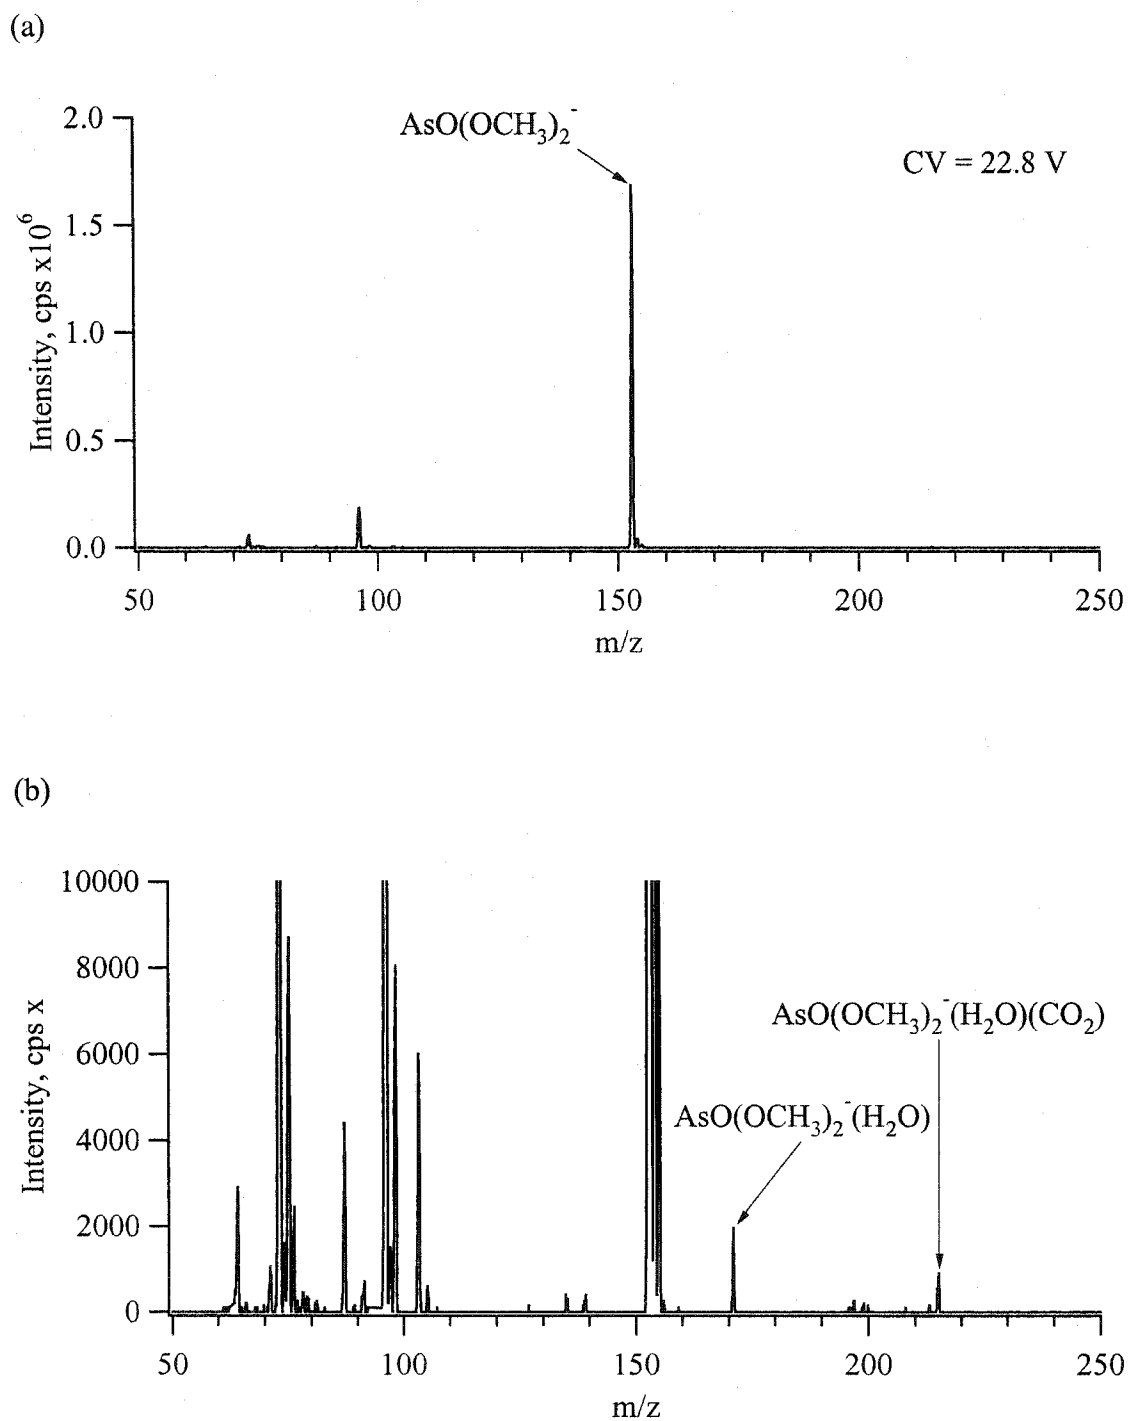 (a)
AsO(OCH₃)₂⁻
CV = 22.8 V
2.0
1.5
1.0
0.5
0.0
Intensity, cps x10⁶
50 100 150 200 250
m/z
(b)
10000
8000
6000
4000
2000
0
Intensity, cps x
AsO(OCH₃)₂⁻(H₂O)(CO₂)
AsO(OCH₃)₂⁻(H₂O)
50 100 150 200 250
m/z